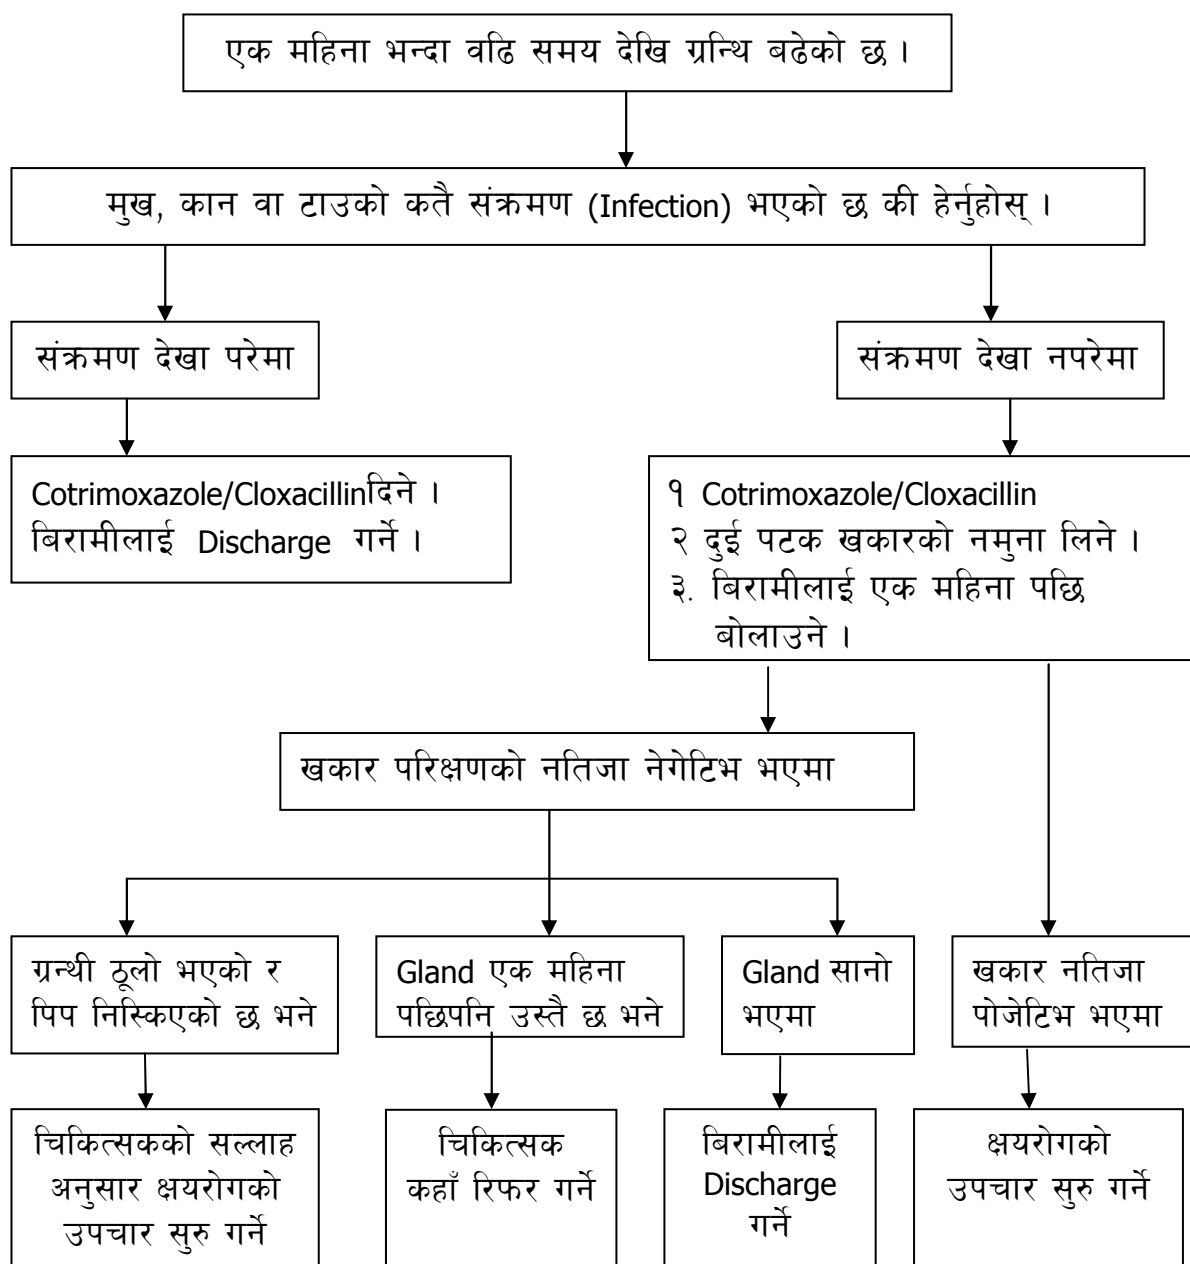 एक महिना भन्दा वढि समय देखि ग्रन्थि बढेको छ ।
मुख, कान वा टाउको कतै संक्रमण (Infection) भएको छ की हेर्नुहोस् ।
संक्रमण देखा परेमा
संक्रमण देखा नपरेमा
Cotrimoxazole/Cloxacillinदिने ।
बिरामीलाई Discharge गर्ने ।
१ Cotrimoxazole/Cloxacillin
२ दुई पटक खकारको नमुना लिने ।
३. बिरामीलाई एक महिना पछि
बोलाउने ।
खकार परिक्षणको नतिजा नेगेटिभ भएमा
ग्रन्थी ठूलो भएको र
पिप निस्किएको छ भने
Gland एक महिना
पछिपनि उस्तै छ भने
Gland सानो
भएमा
खकार नतिजा
पोजेटिभ भएमा
चिकित्सकको सल्लाह
अनुसार क्षयरोगको
उपचार सुरु गर्ने
चिकित्सक
कहाँ रिफर गर्ने
बिरामीलाई
Discharge
गर्ने
क्षयरोगको
उपचार सुरु गर्ने